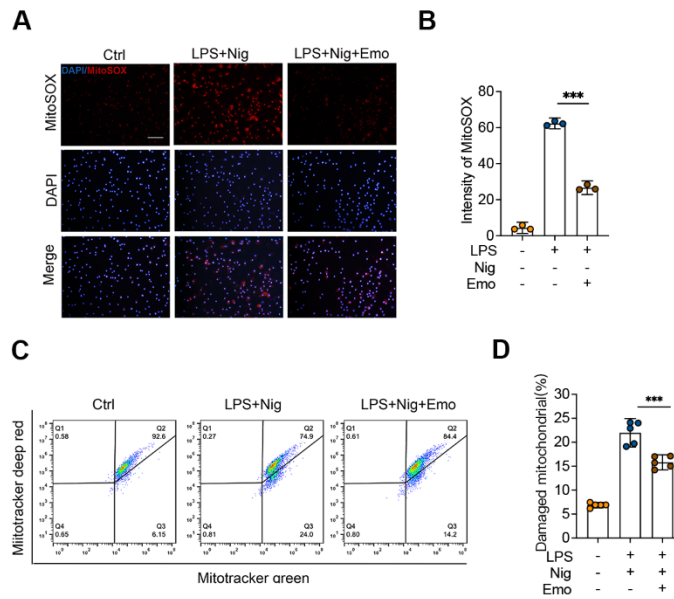 A
Ctrl
LPS+Nig
LPS+Nig+Emo
DAPI/MitoSOX
MitoSOX
DAPI
Merge
B
Intensity of MitoSOX
80
60
40
20
0
***
LPS - + +
Nig
Emo - - +
C
Ctrl
LPS+Nig
LPS+Nig+Emo
Miitotracker deep red
Q1 0.58
Q2 92.6
Q4 0.65
Q3 6.15
Q1 0.27
Q2 74.9
Q4 0.81
Q3 24.0
Q1 0.61
Q2 84.4
Q4 0.80
Q3 14.2
Mitotracker green
D
Damaged mitochondrial(%)
30
25
20
15
10
5
0
***
LPS - + +
Nig - + +
Emo - - +